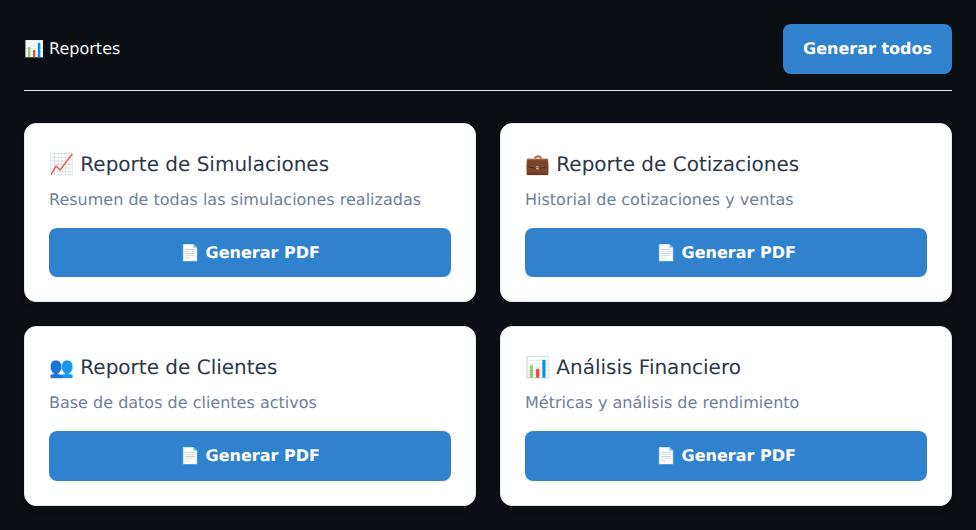 📊 Reportes
Generar todos
📈 Reporte de Simulaciones
Resumen de todas las simulaciones realizadas
📄 Generar PDF
💼 Reporte de Cotizaciones
Historial de cotizaciones y ventas
📄 Generar PDF
👥 Reporte de Clientes
Base de datos de clientes activos
📄 Generar PDF
📊 Análisis Financiero
Métricas y análisis de rendimiento
📄 Generar PDF